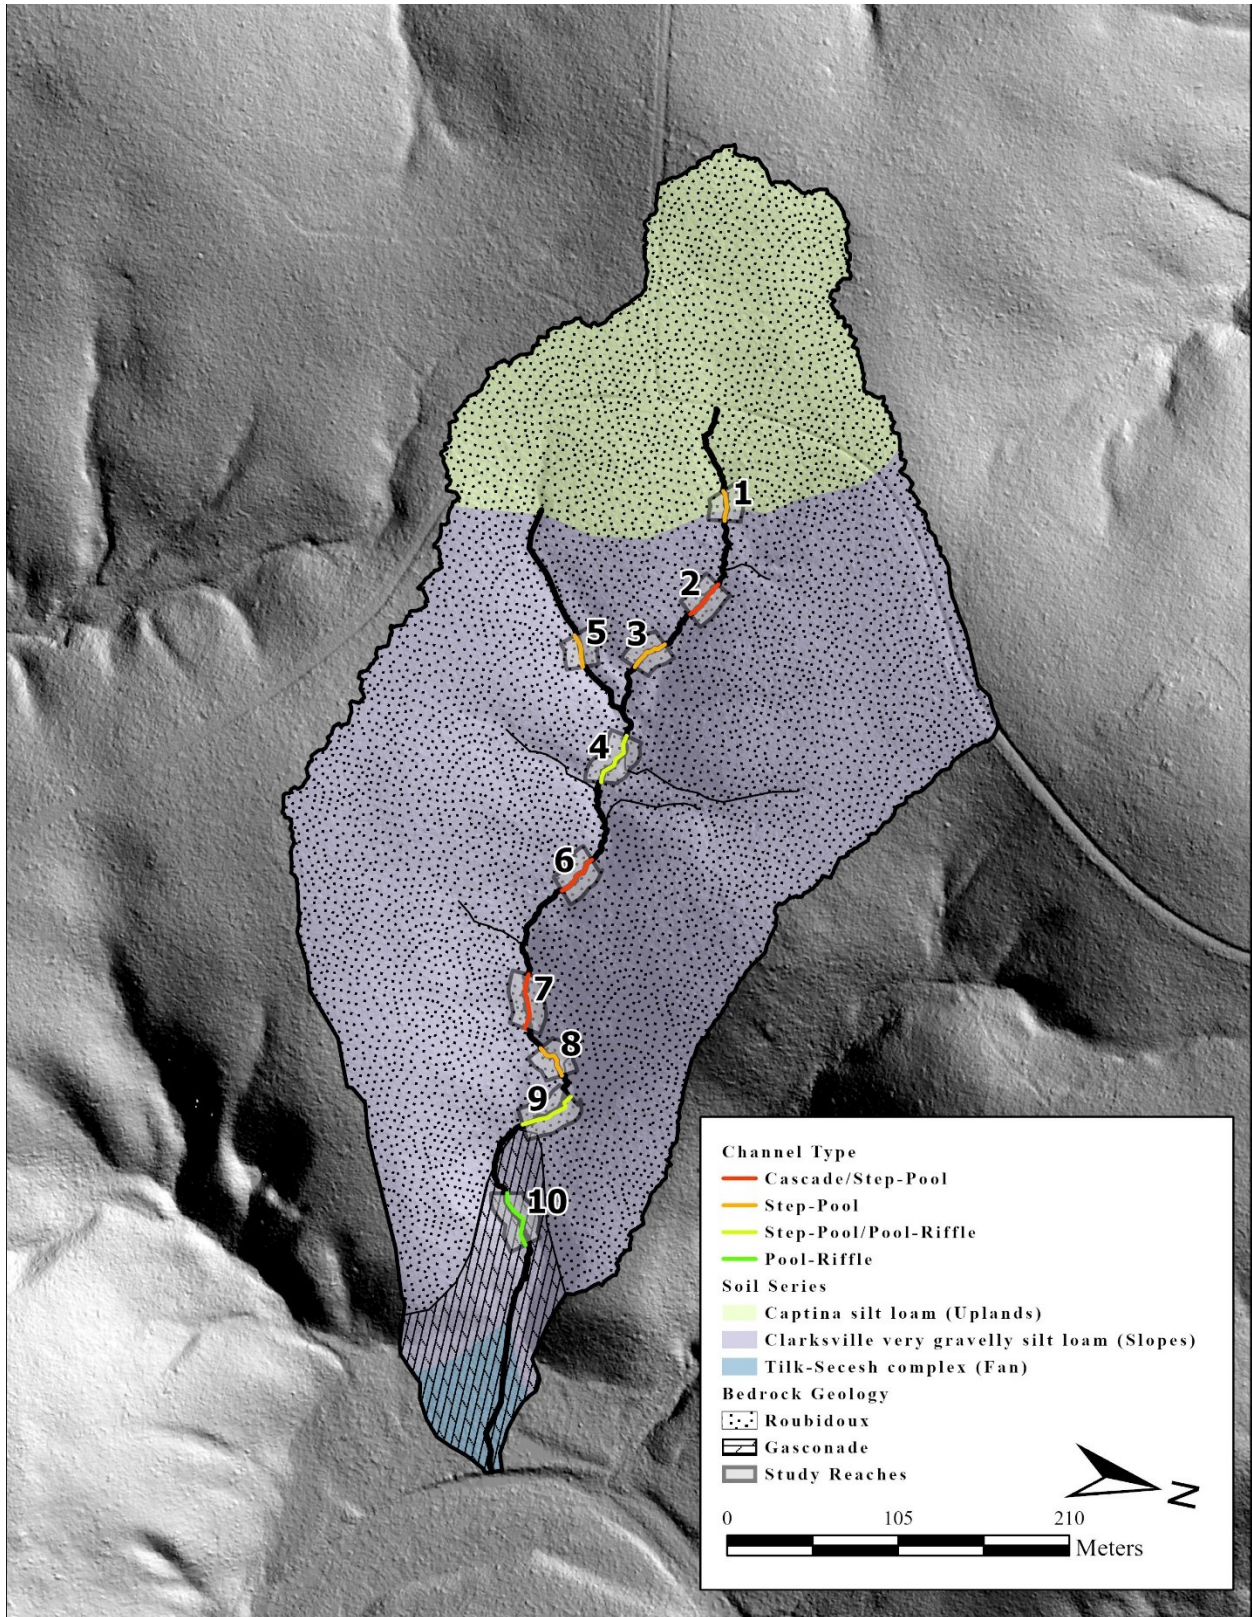 1
2
5
3
4
6
7
8
9
10
Channel Type
Cascade/Step-Pool
Step-Pool
Step-Pool/Pool-Riffle
Pool-Riffle
Soil Series
Captina silt loam (Uplands)
Clarksville very gravelly silt loam (Slopes)
Tilk-Secesh complex (Fan)
Bedrock Geology
Roubidoux
Gasconade
Study Reaches
N
0 105 210
Meters